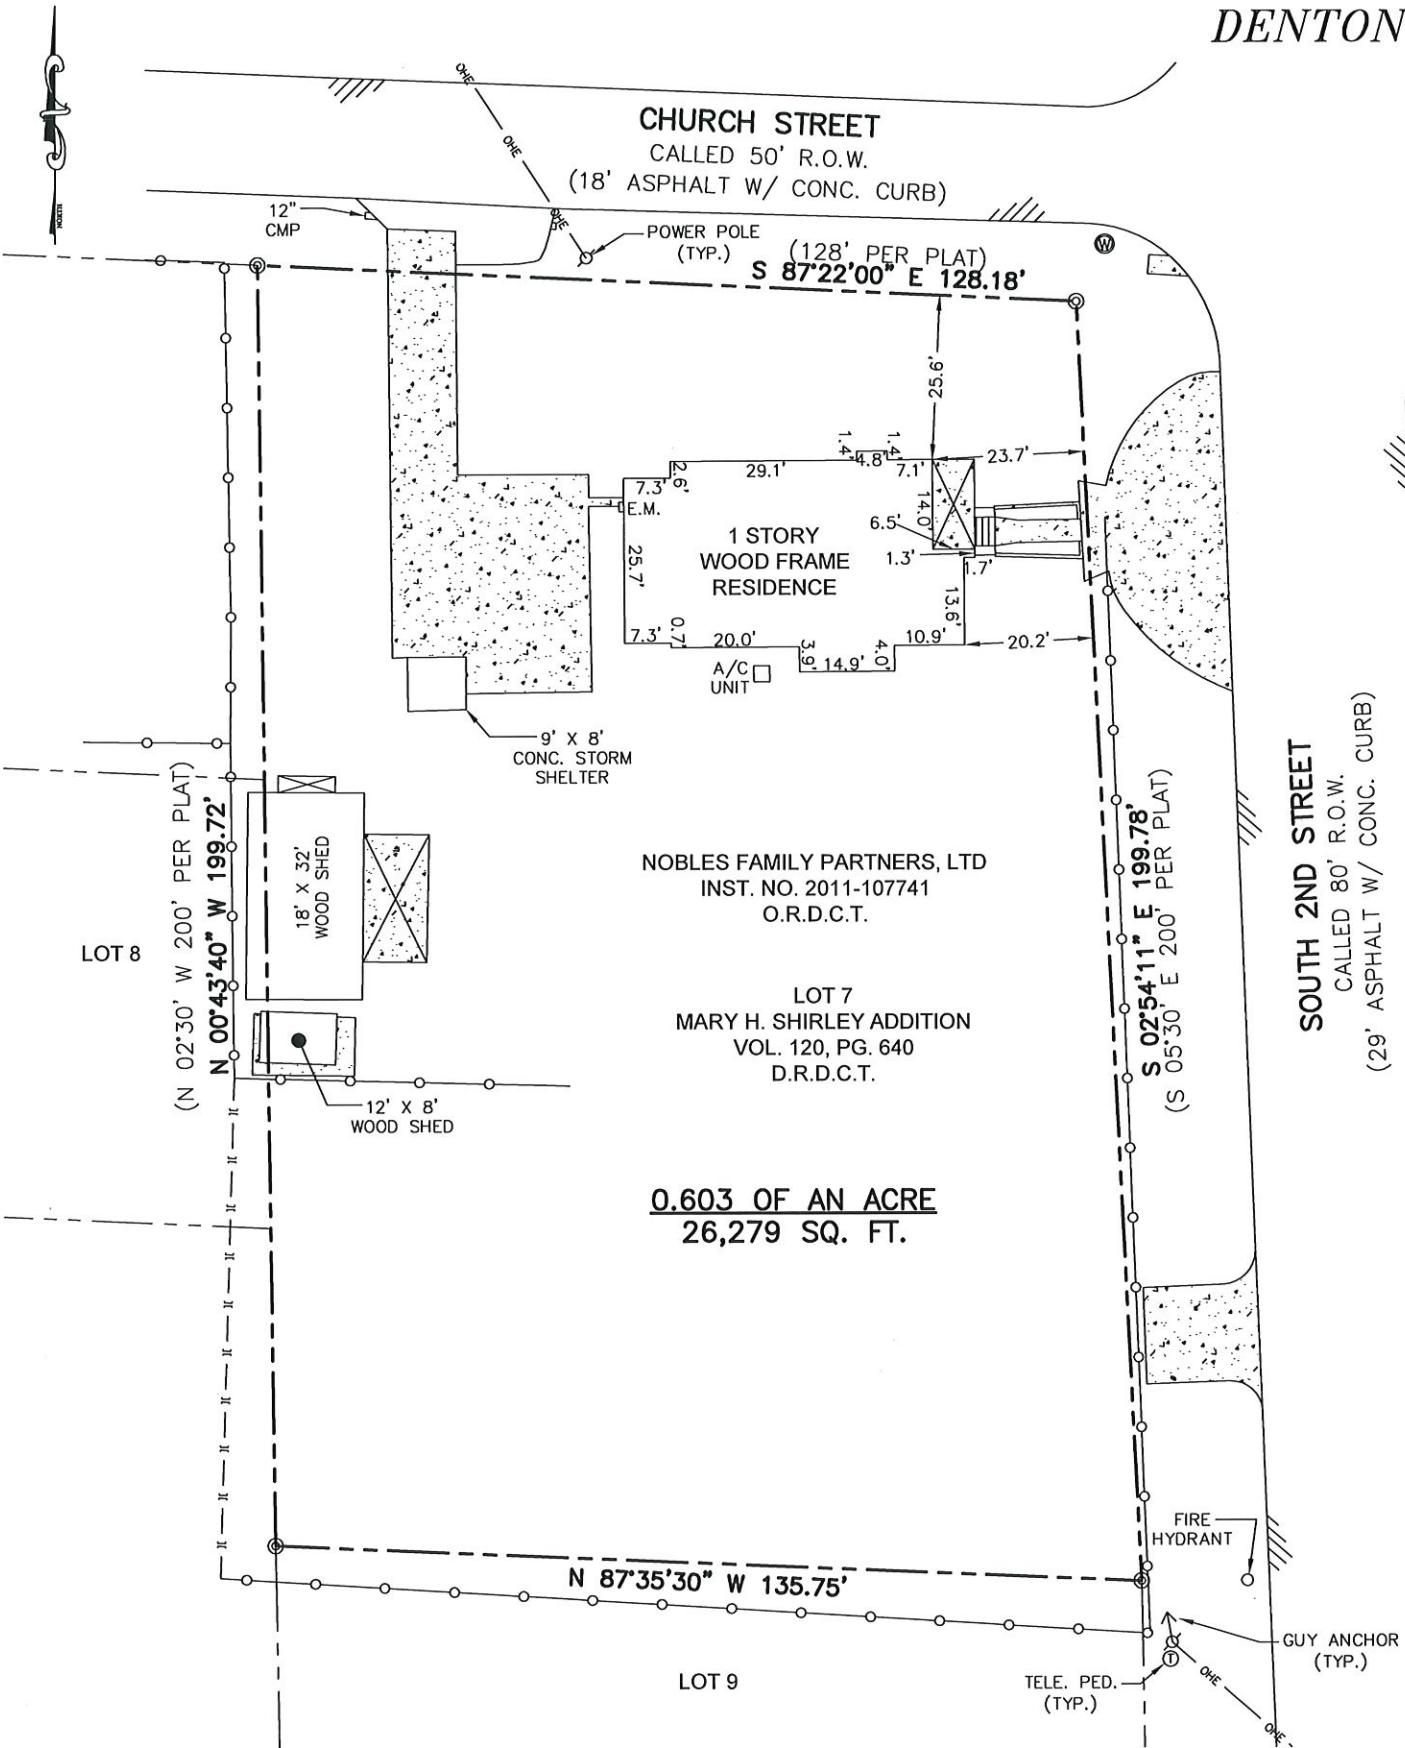 DENTON
CHURCH STREET
CALLED 50' R.O.W.
(18' ASPHALT W/ CONC. CURB)
OHE
OHE
OHE
12"
CMP
POWER POLE
(TYP.)
(128' PER PLAT)
S 87°22'00" E 128.18'
W
25.6'
23.7'
1.4'
4.8'
1.4'
7.1'
29.1'
2.6'
7.3'
E.M.
14.0'
6.5'
1.3'
1.7'
1 STORY
WOOD FRAME
RESIDENCE
25.7'
13.6'
7.3'
0.7'
20.0'
3.9'
14.9'
4.0'
10.9'
20.2'
A/C
UNIT
9' X 8'
CONC. STORM
SHELTER
(N 02°30' W 200' PER PLAT)
N 00°43'40" W 199.72'
18' X 32'
WOOD SHED
LOT 8
NOBLES FAMILY PARTNERS, LTD
INST. NO. 2011-107741
O.R.D.C.T.
LOT 7
MARY H. SHIRLEY ADDITION
VOL. 120, PG. 640
D.R.D.C.T.
S 02°54'11" E 199.78'
(S 05°30' E 200' PER PLAT)
SOUTH 2ND STREET
CALLED 80' R.O.W.
(29' ASPHALT W/ CONC. CURB)
12' X 8'
WOOD SHED
0.603 OF AN ACRE
26,279 SQ. FT.
FIRE
HYDRANT
N 87°35'30" W 135.75'
GUY ANCHOR
(TYP.)
T
TELE. PED.
(TYP.)
OHE
OHE
LOT 9